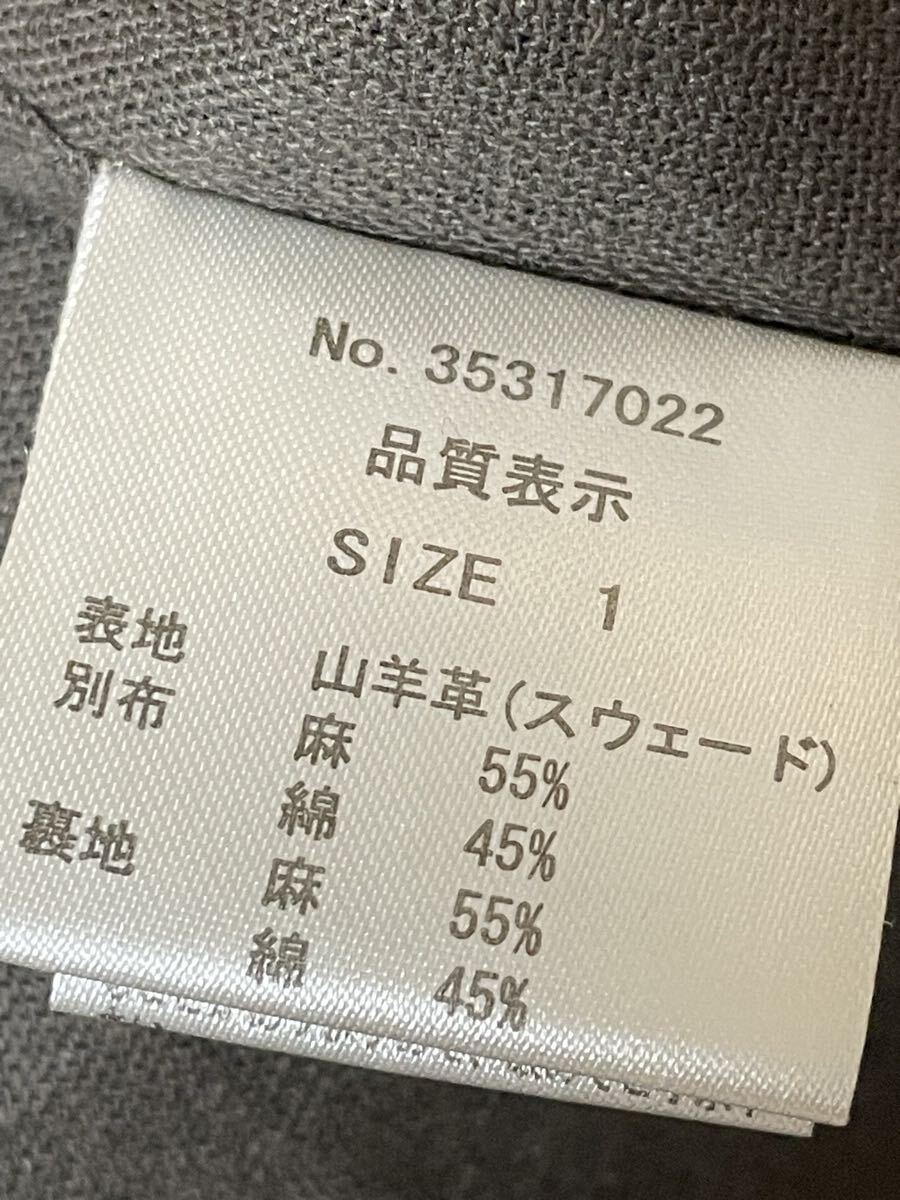 No. 35317022
品質表示
SIZE 1
表地 山羊革(スウェード)
別布 麻 55%
綿 45%
裏地 麻 55%
綿 45%